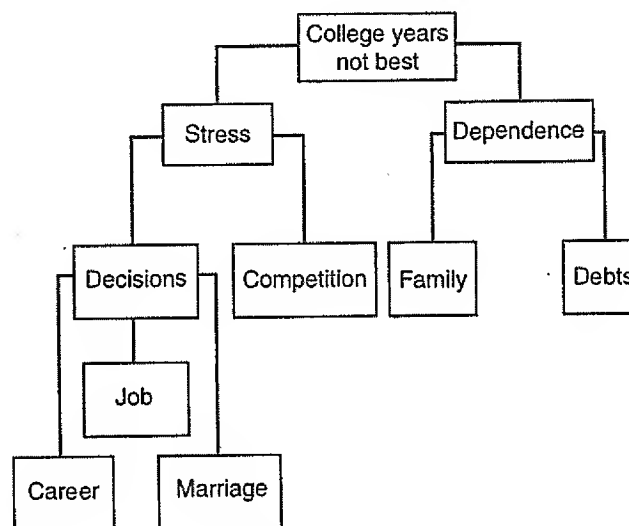 College years
not best
Stress
Dependence
Decisions
Competition
Family
Debts
Job
Career
Marriage